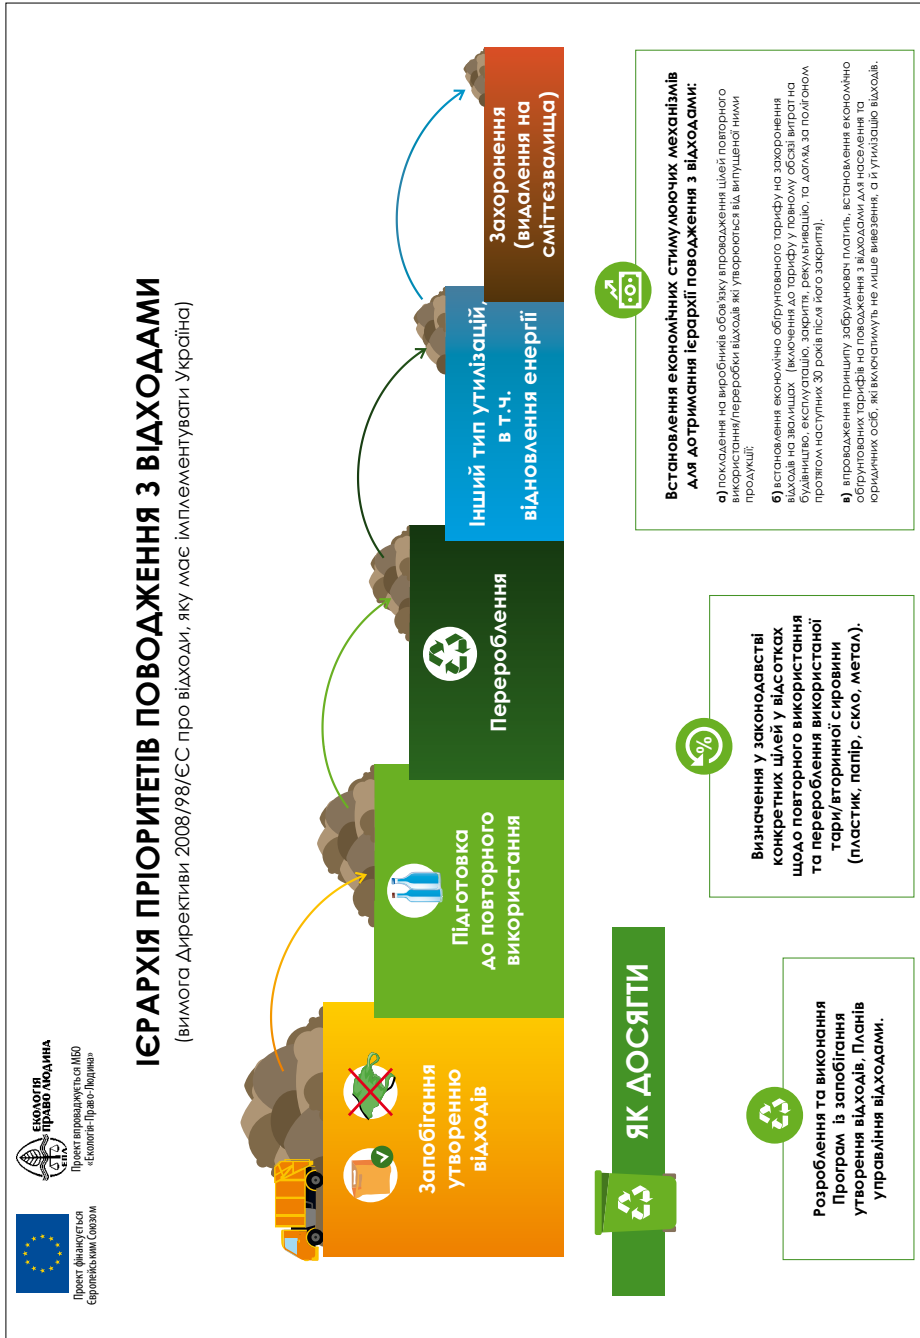 Проект фінансується
Європейським Союзом
ЕПЛ
ЕКОЛОГІЯ
ПРАВО ЛЮДИНА
Проект впроваджується МБО
«Екологія-Право-Людина»
ІЄРАРХІЯ ПРІОРИТЕТІВ ПОВОДЖЕННЯ З ВІДХОДАМИ
(вимога Директиви 2008/98/ЄС про відходи, яку має імплементувати Україна)
Запобігання
утворенню
відходів
Підготовка
до повторного
використання
Перероблення
Інший тип утилізацій,
в т.ч.
відновлення енергії
Захоронення
(видалення на
сміттєзвалища)
ЯК ДОСЯГТИ
Розроблення та виконання
Програм із запобігання
утворення відходів, Планів
управління відходами.
%
Визначення у законодавстві
конкретних цілей у відсотках
щодо повторного використання
та перероблення використаної
тари/вторинної сировини
(пластик, папір, скло, метал).
Встановлення економічних стимулюючих механізмів
для дотримання ієрархії поводження з відходами:
а) покладення на виробників обов'язку впровадження цілей повторного
використання/переробки відходів які утворюються від випущеної ними
продукції;
б) встановлення економічно обґрунтованого тарифу на захоронення
відходів на звалищах (включення до тарифу у повному обсязі витрат на
будівництво, експлуатацію, закриття, рекультивацію, та догляд за полігоном
протягом наступних 30 років після його закриття).
в) впровадження принципу забруднювач платить, встановлення економічно
обґрунтованих тарифів на поводження з відходами для населення та
юридичних осіб, які включатимуть не лише вивезення, а й утилізацію відходів.